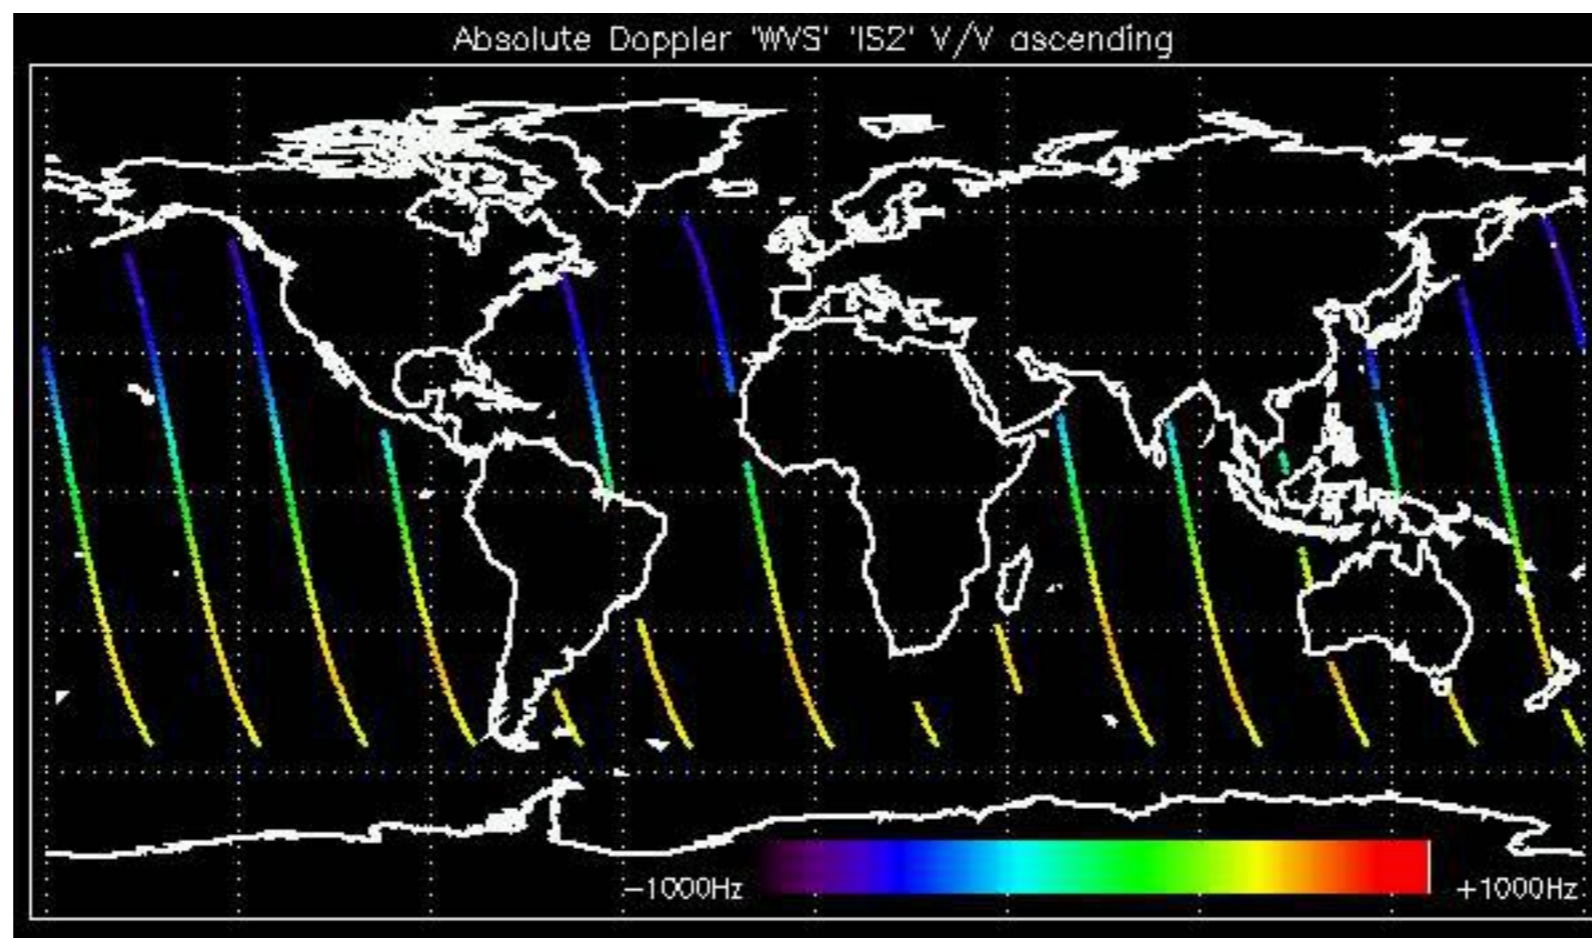 Absolute Doppler 'WVS' 'IS2' V/V ascending
−1000Hz
+1000Hz